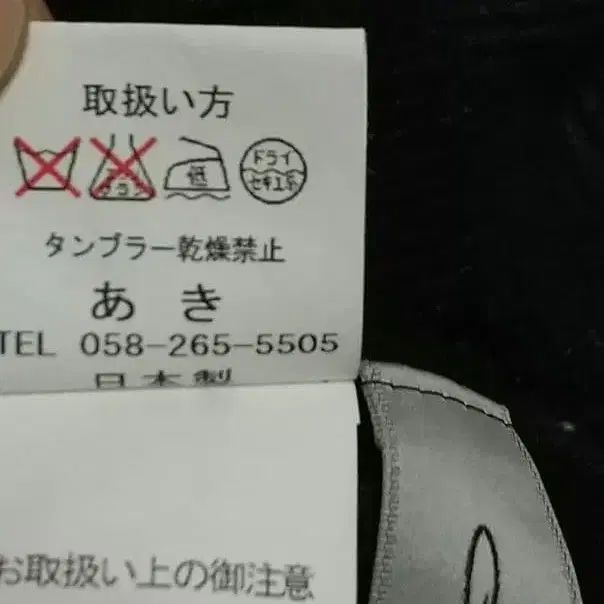 取扱い方
低 ドライ
セキユ系
タンブラー乾燥禁止
あき
TEL 058-265-5505
日本製
お取扱い上の御注意